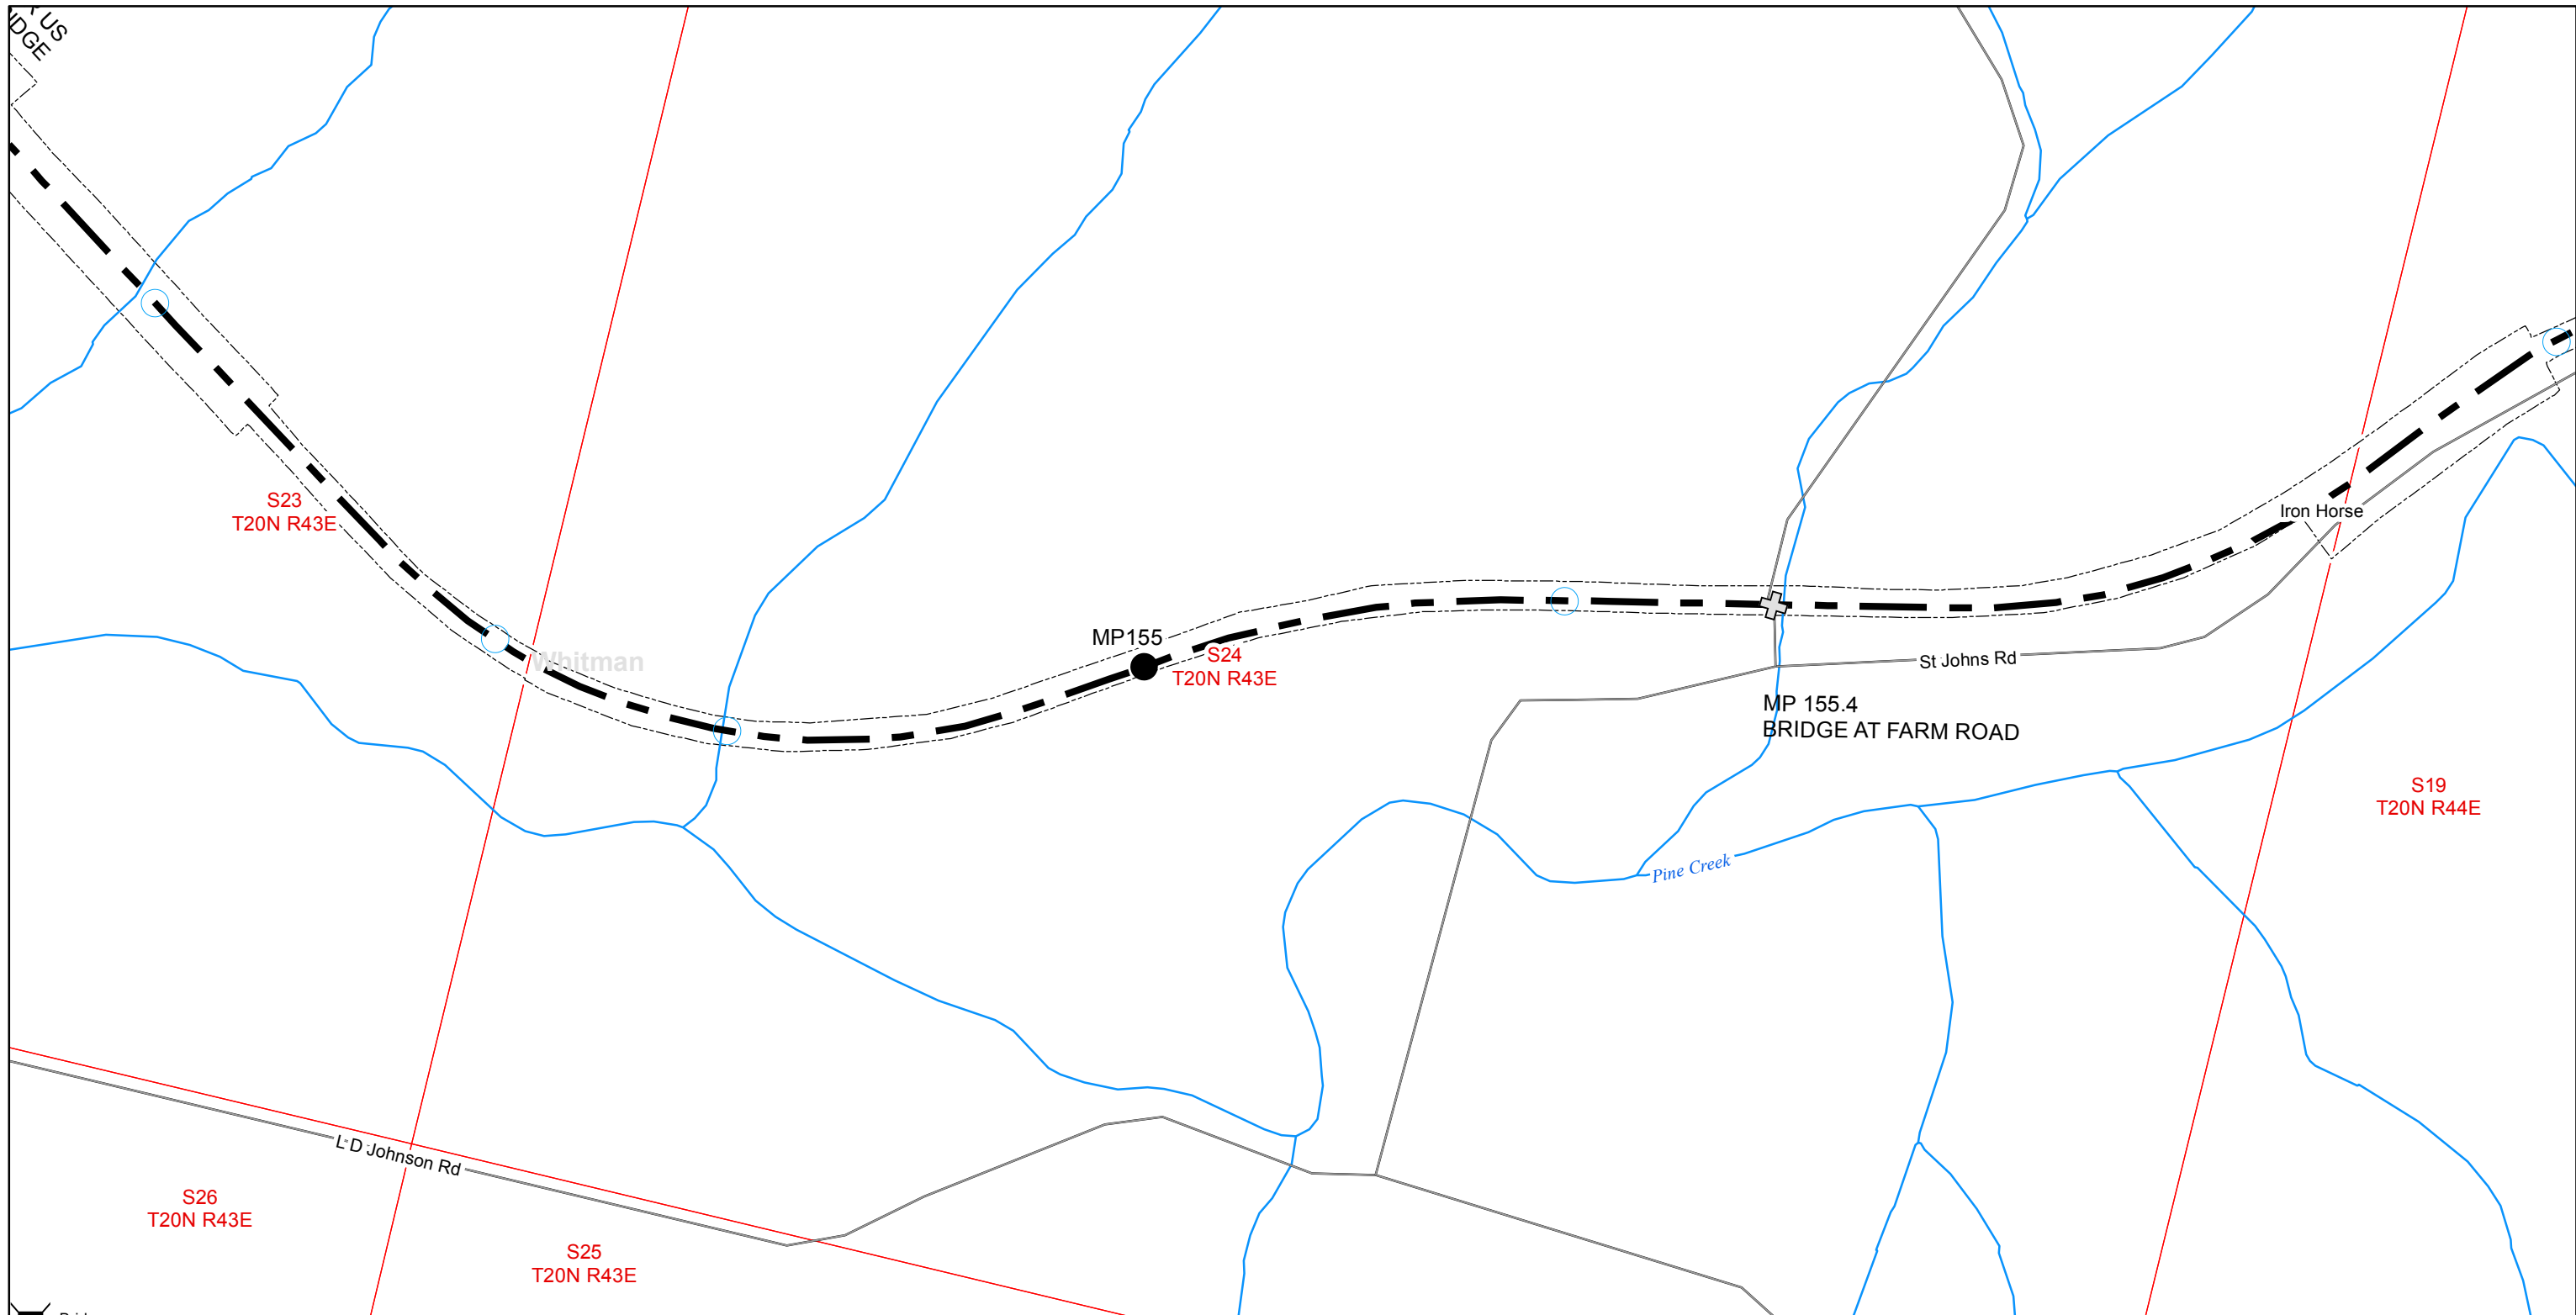 US
S23
T20N R43E
Iron Horse
MP155
Whitman
S24
T20N R43E
St Johns Rd
MP 155.4
BRIDGE AT FARM ROAD
S19
T20N R44E
Pine Creek
L D Johnson Rd
S26
T20N R43E
S25
T20N R43E